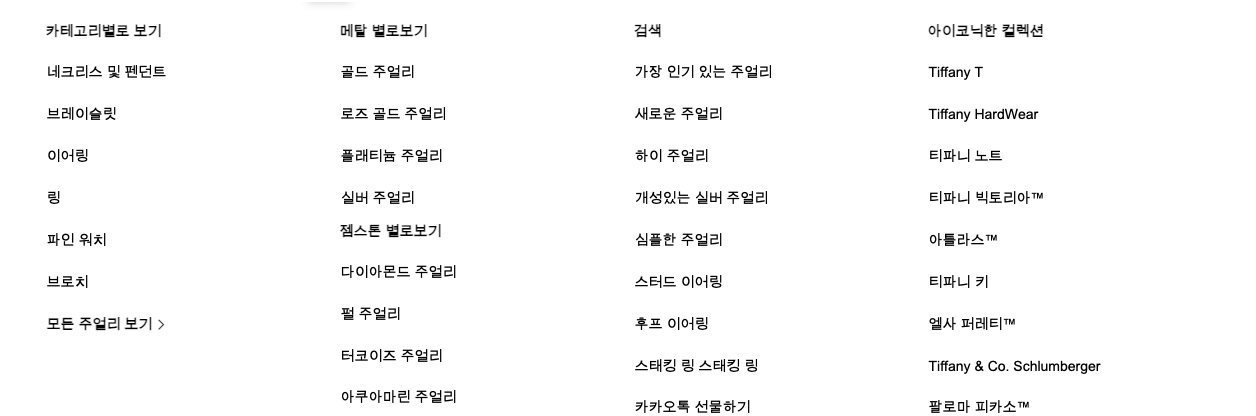 카테고리별로 보기
네크리스 및 펜던트
브레이슬릿
이어링
링
파인 워치
브로치
모든 주얼리 보기 >
메탈 별로보기
골드 주얼리
로즈 골드 주얼리
플래티늄 주얼리
실버 주얼리
젬스톤 별로보기
다이아몬드 주얼리
펄 주얼리
터코이즈 주얼리
아쿠아마린 주얼리
검색
가장 인기 있는 주얼리
새로운 주얼리
하이 주얼리
개성있는 실버 주얼리
심플한 주얼리
스터드 이어링
후프 이어링
스태킹 링 스태킹 링
카카오톡 선물하기
아이코닉한 컬렉션
Tiffany T
Tiffany HardWear
티파니 노트
티파니 빅토리아™
아틀라스™
티파니 키
엘사 퍼레티™
Tiffany & Co. Schlumberger
팔로마 피카소™